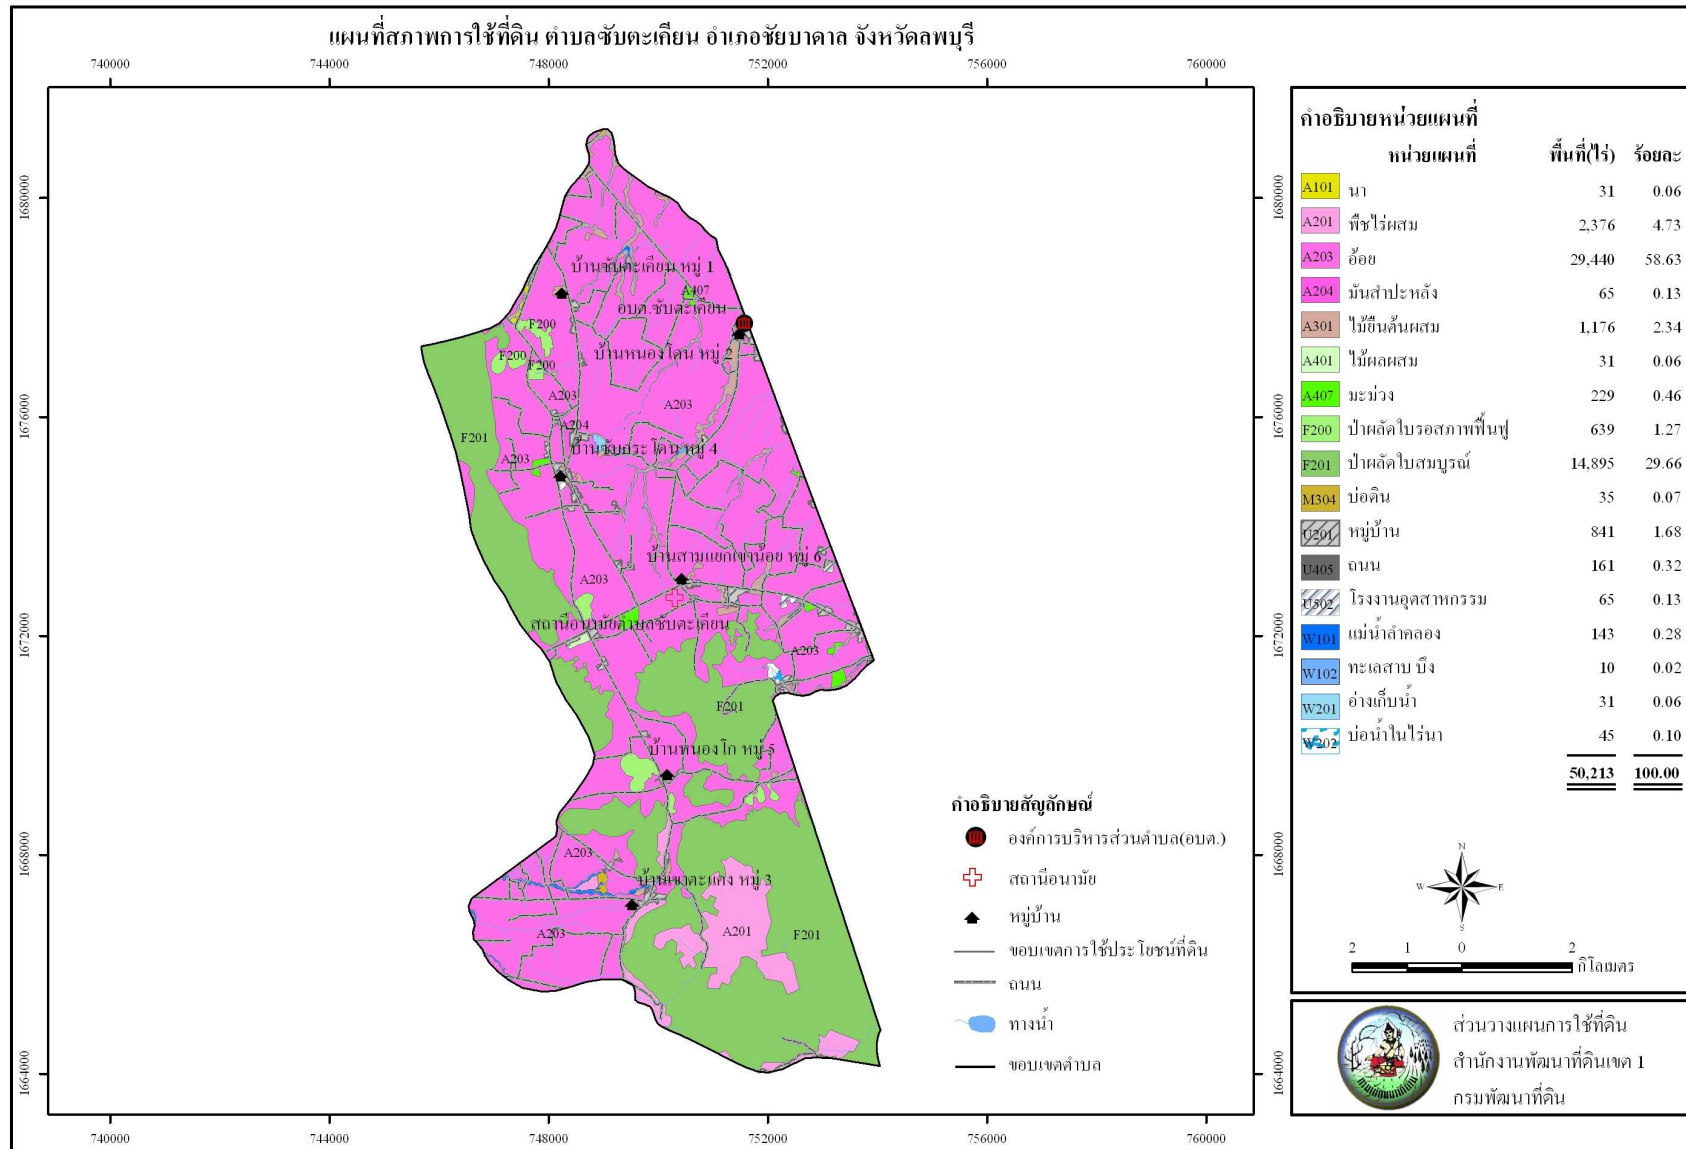 แผนที่สภาพการใช้ที่ดิน ตำบลซับตะเคียน อำเภอชัยบาดาล จังหวัดลพบุรี
740000 744000 748000 752000 756000 760000
1680000 1680000
1676000 1676000
1672000 1672000
1668000 1668000
1664000 1664000
740000 744000 748000 752000 756000 760000
บ้านซับตะเคียน หมู่ 1
A407
อบต.ซับตะเคียน
F200
บ้านหนองโดน หมู่ 2
F200
F200
A203
A203
A204
F201
บ้านซับกระโดน หมู่ 4
A203
บ้านสามแยกเขาน้อย หมู่ 6
A203
สถานีอนามัยตำบลซับตะเคียน
A203
F201
บ้านหนองโก หมู่ 5
A203
บ้านเขาตะแคง หมู่ 3
A201
F201
A203
คำอธิบายสัญลักษณ์
องค์การบริหารส่วนตำบล(อบต.)
สถานีอนามัย
หมู่บ้าน
ขอบเขตการใช้ประโยชน์ที่ดิน
ถนน
ทางน้ำ
ขอบเขตตำบล
คำอธิบายหน่วยแผนที่
หน่วยแผนที่ พื้นที่(ไร่) ร้อยละ
A101 นา 31 0.06
A201 พืชไร่ผสม 2,376 4.73
A203 อ้อย 29,440 58.63
A204 มันสำปะหลัง 65 0.13
A301 ไม้ยืนต้นผสม 1,176 2.34
A401 ไม้ผลผสม 31 0.06
A407 มะม่วง 229 0.46
F200 ป่าผลัดใบรอสภาพฟื้นฟู 639 1.27
F201 ป่าผลัดใบสมบูรณ์ 14,895 29.66
M304 บ่อดิน 35 0.07
U201 หมู่บ้าน 841 1.68
U405 ถนน 161 0.32
U502 โรงงานอุตสาหกรรม 65 0.13
W101 แม่น้ำลำคลอง 143 0.28
W102 ทะเลสาบ บึง 10 0.02
W201 อ่างเก็บน้ำ 31 0.06
W202 บ่อน้ำในไร่นา 45 0.10
50,213 100.00
N
W E
S
2 1 0 2
กิโลเมตร
ส่วนวางแผนการใช้ที่ดิน
สำนักงานพัฒนาที่ดินเขต 1
กรมพัฒนาที่ดิน
กรมพัฒนาที่ดิน